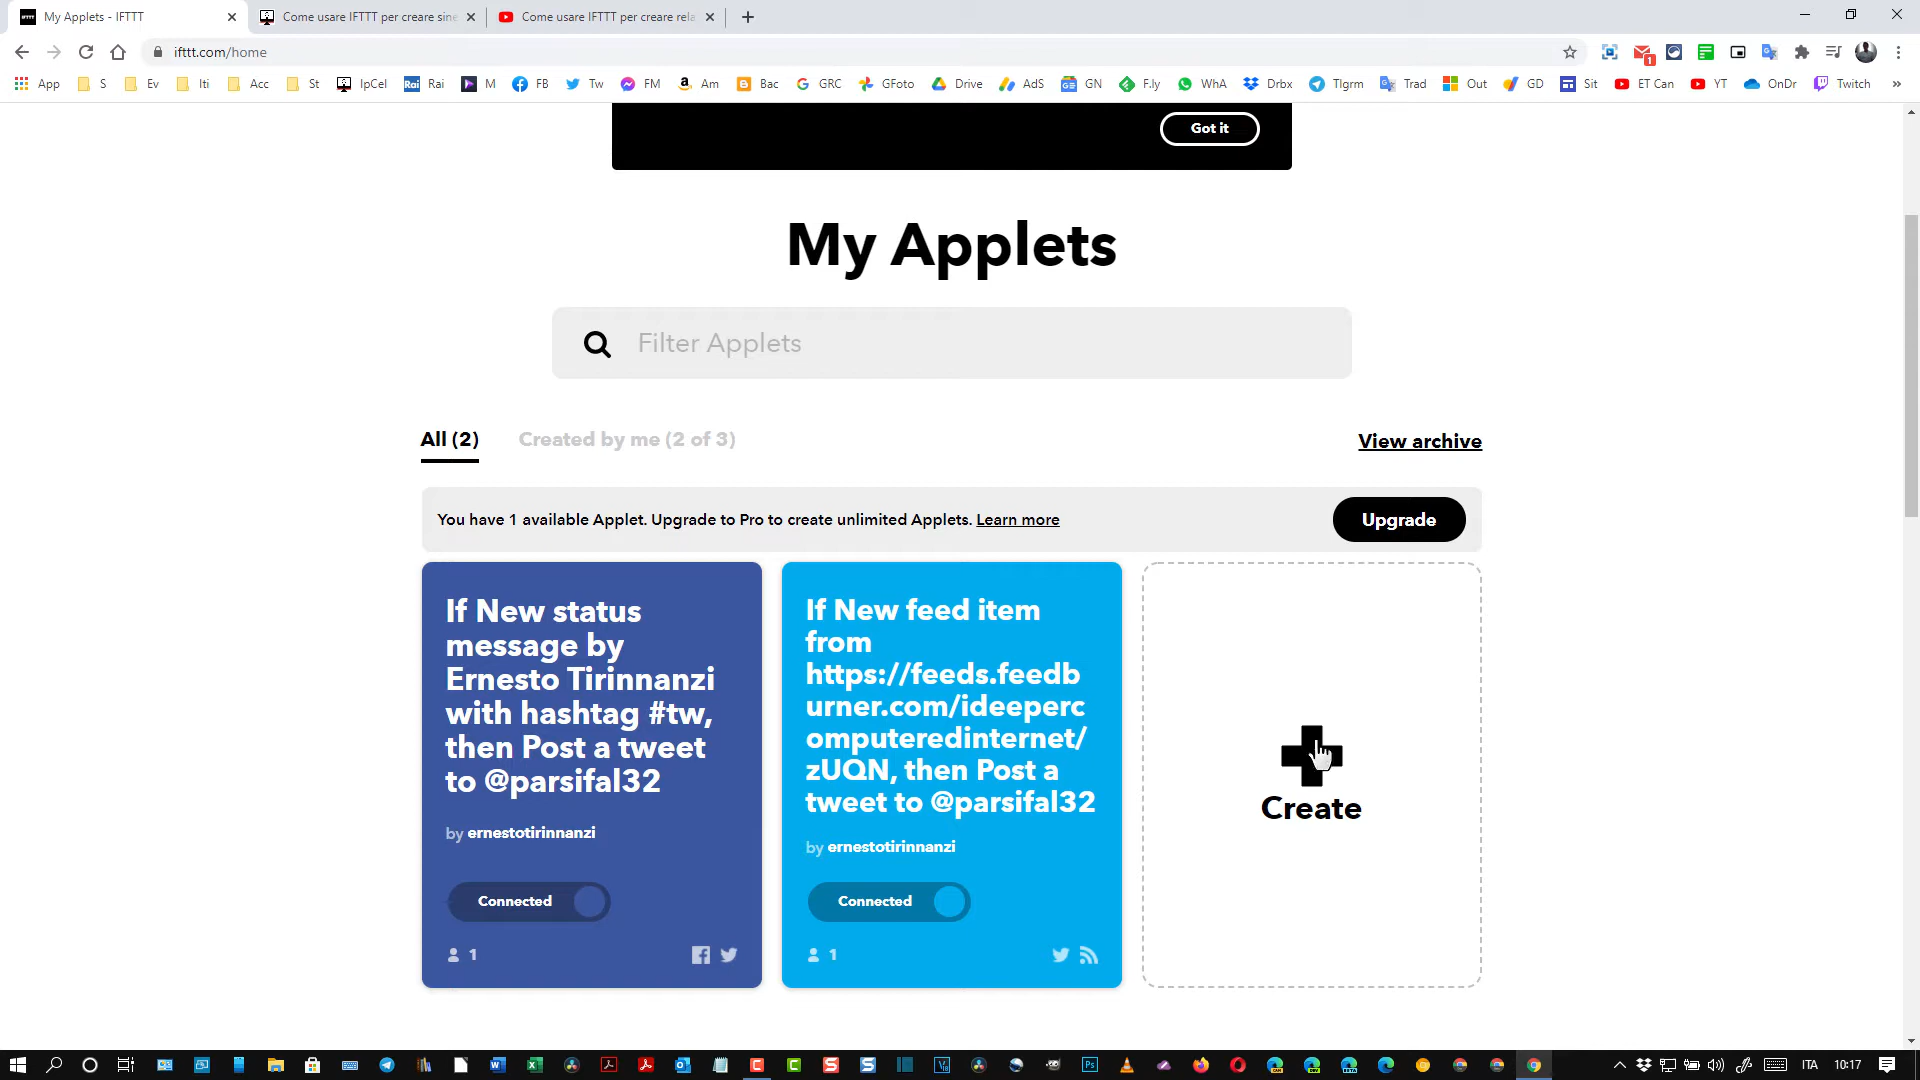 My Applets - IFTTT
Come usare IFTTT per creare sine
Come usare IFTTT per creare rela
ifttt.com/home
1
App S Ev Iti Acc St IpCel Rai Rai M FB Tw FM a Am Bac GRC GFoto Drive AdS GN F.ly WhA Drbx Tlgrm Trad Out GD Sit ET Can YT OnDr Twitch »
Got it
My Applets
Filter Applets
All (2)
Created by me (2 of 3)
View archive
You have 1 available Applet. Upgrade to Pro to create unlimited Applets. Learn more
Upgrade
If New status
message by
Ernesto Tirinnanzi
with hashtag #tw,
then Post a tweet
to @parsifal32
by ernestotirinnanzi
Connected
1
If New feed item
from
https://feeds.feedb
urner.com/ideeperc
omputeredinternet/
zUQN, then Post a
tweet to @parsifal32
by ernestotirinnanzi
Connected
1
Create
ITA
10:17